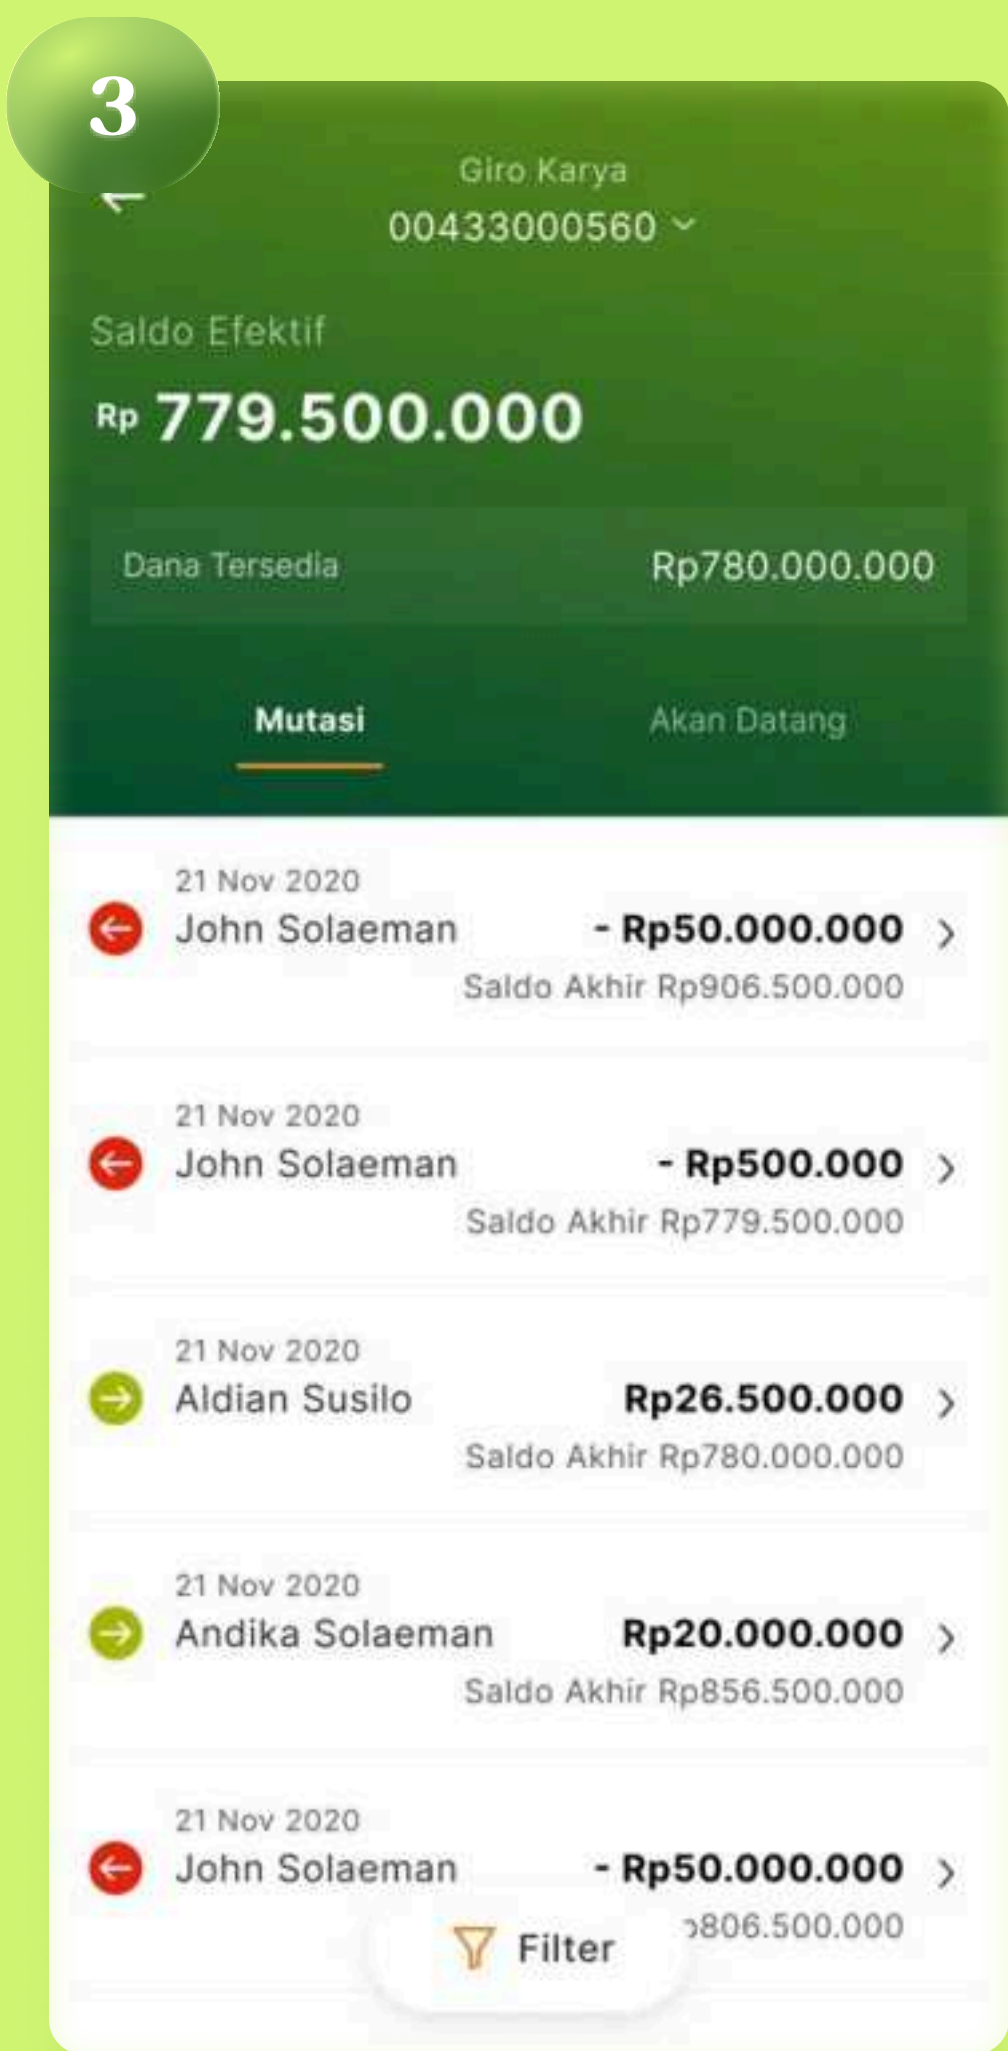 3
Giro Karya
00433000560
Saldo Efektif
Rp 779.500.000
Dana Tersedia Rp780.000.000
Mutasi Akan Datang
21 Nov 2020
John Solaeman - Rp50.000.000
Saldo Akhir Rp906.500.000
21 Nov 2020
John Solaeman - Rp500.000
Saldo Akhir Rp779.500.000
21 Nov 2020
Aldian Susilo Rp26.500.000
Saldo Akhir Rp780.000.000
21 Nov 2020
Andika Solaeman Rp20.000.000
Saldo Akhir Rp856.500.000
21 Nov 2020
John Solaeman - Rp50.000.000
806.500.000
Filter